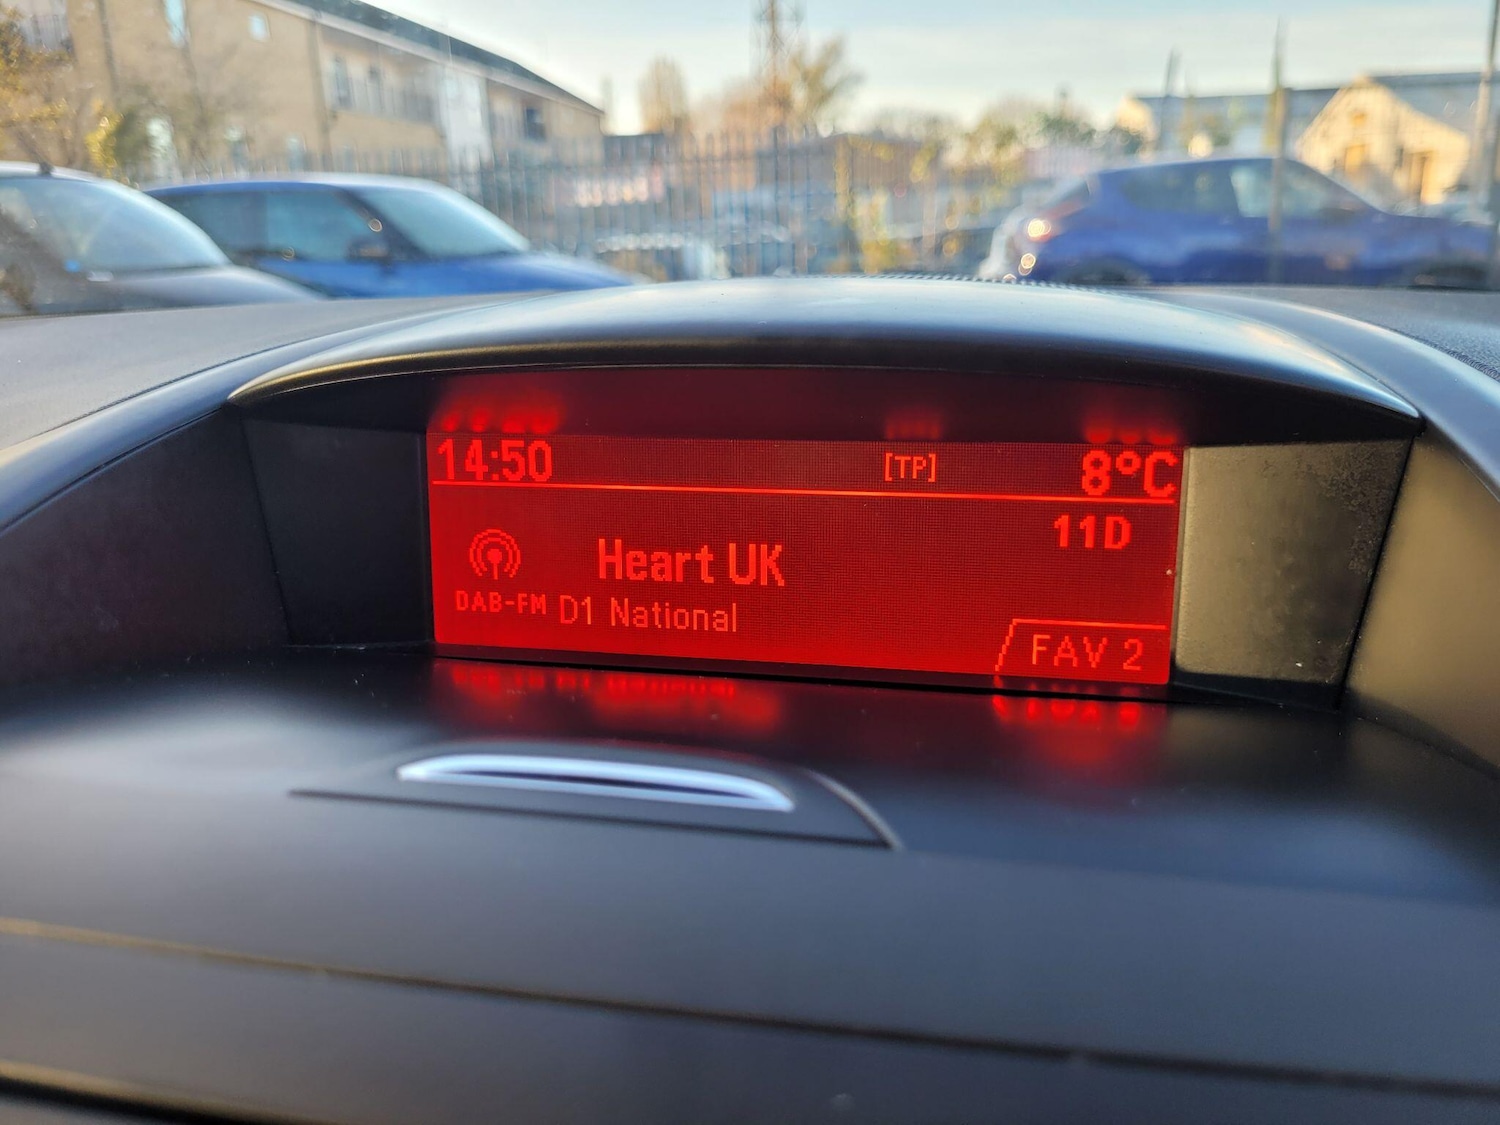 14:50 [TP] 8°C
11D
Heart UK
DAB-FM D1 National
FAV 2